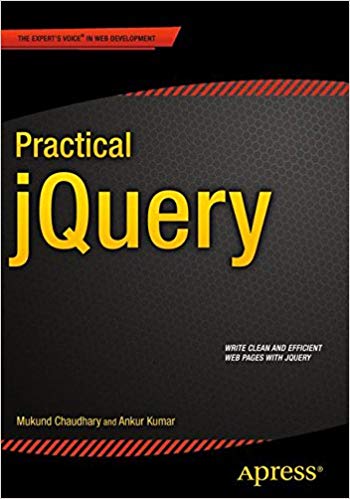 THE EXPERT'S VOICE® IN WEB DEVELOPMENT
Practical
jQuery
WRITE CLEAN AND EFFICIENT
WEB PAGES WITH JQUERY
Mukund Chaudhary and Ankur Kumar
Apress®